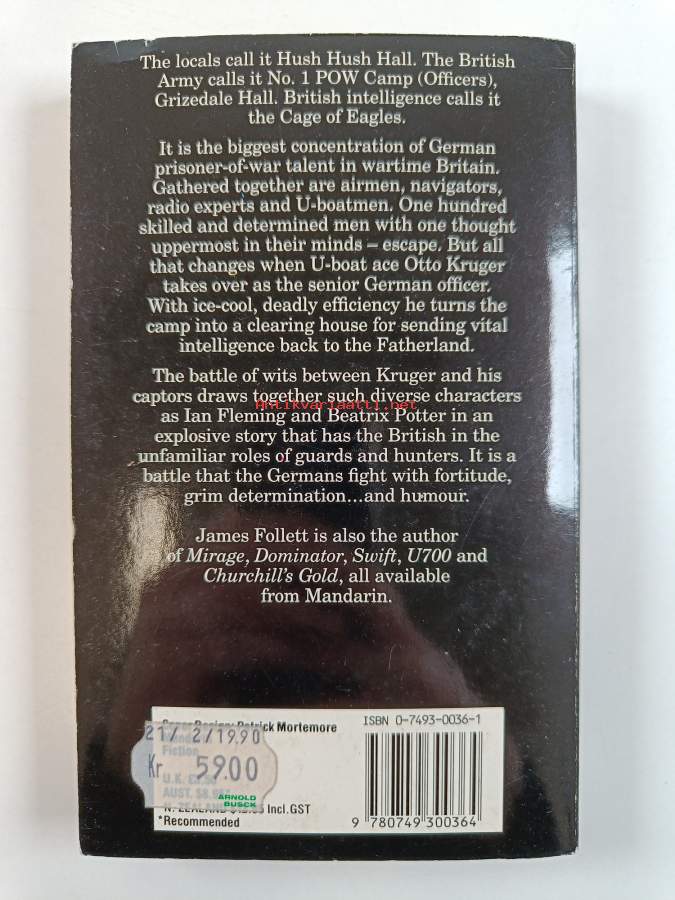 The locals call it Hush Hush Hall. The British
Army calls it No. 1 POW Camp (Officers),
Grizedale Hall. British intelligence calls it
the Cage of Eagles.
It is the biggest concentration of German
prisoner-of-war talent in wartime Britain.
Gathered together are airmen, navigators,
radio experts and U-boatmen. One hundred
skilled and determined men with one thought
uppermost in their minds – escape. But all
that changes when U-boat ace Otto Kruger
takes over as the senior German officer.
With ice-cool, deadly efficiency he turns the
camp into a clearing house for sending vital
intelligence back to the Fatherland.
The battle of wits between Kruger and his
captors draws together such diverse characters
Antikvariaatti.net
as Ian Fleming and Beatrix Potter in an
explosive story that has the British in the
unfamiliar roles of guards and hunters. It is a
battle that the Germans fight with fortitude,
grim determination...and humour.
James Follett is also the author
of Mirage, Dominator, Swift, U700 and
Churchill's Gold, all available
from Mandarin.
Patrick Mortemore
Fiction
U.K.
AUST.
N. ZEALAND Incl.GST
*Recommended
21/ 2/1990
Kr 59.00
ARNOLD
BUSCK
ISBN 0-7493-0036-1
9 780749 300364